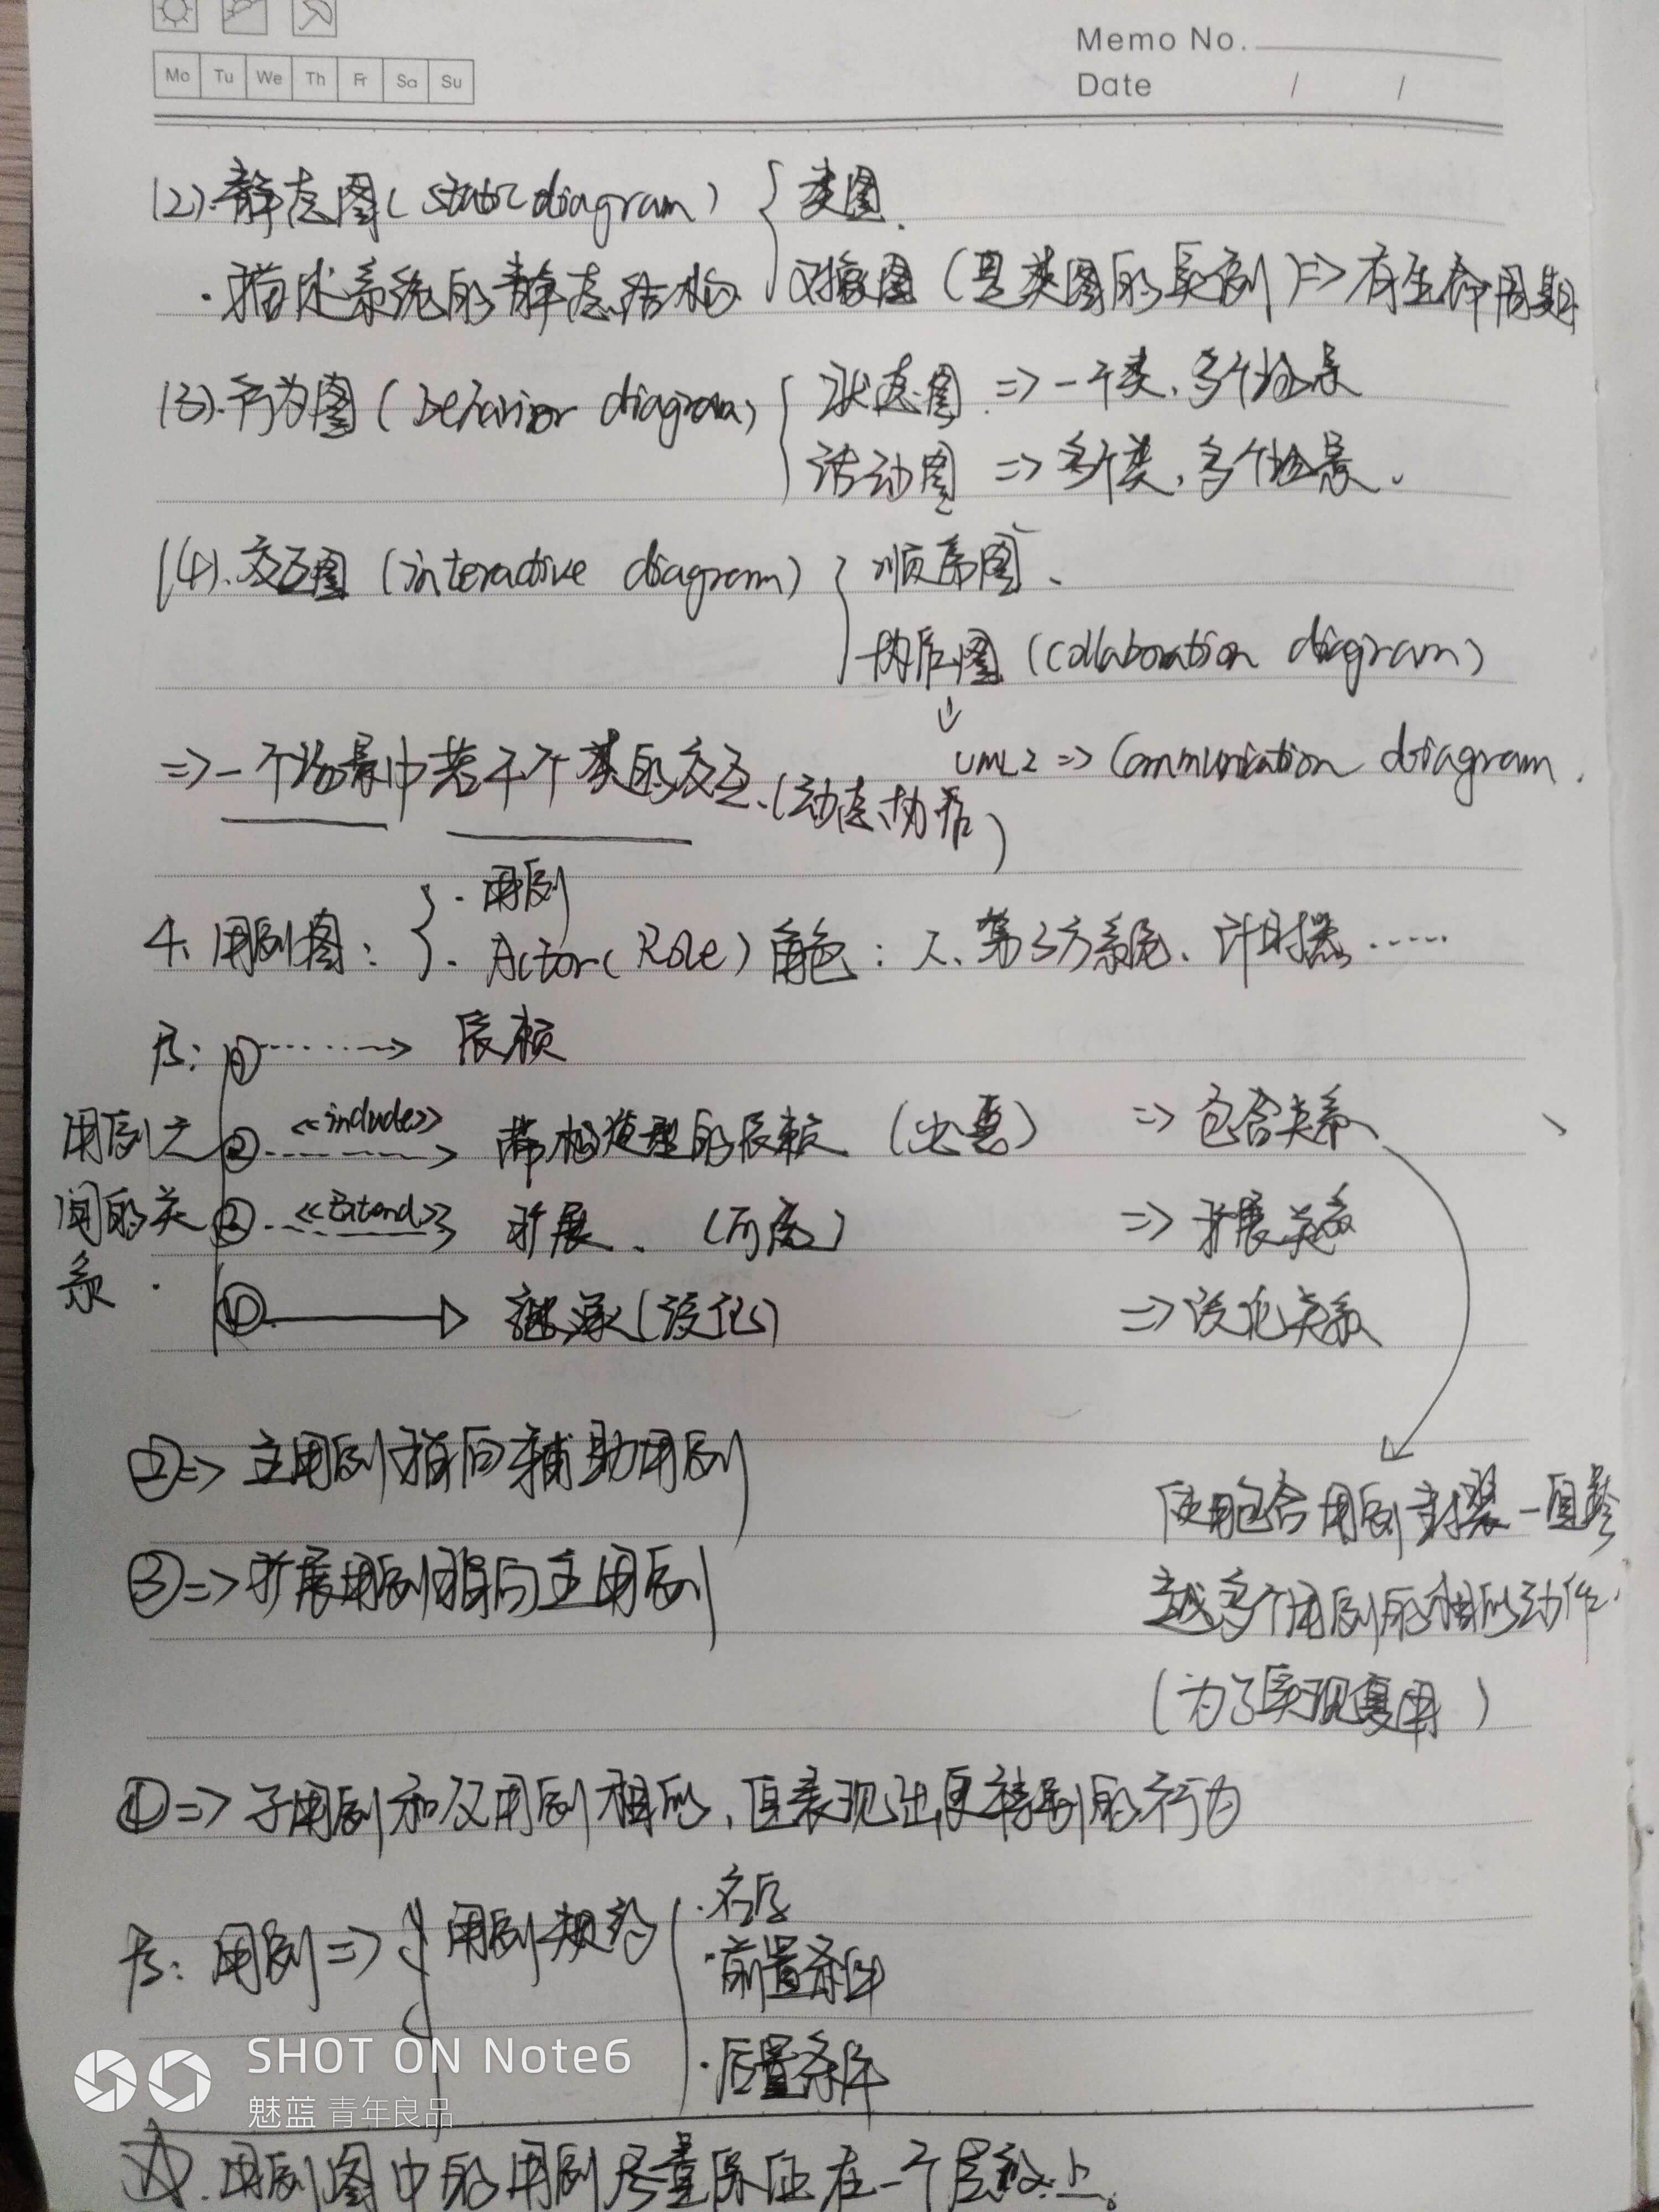 Memo No.
Mo Tu We Th Fr Sa Su
Date / /
(2).静态图(static diagram) { 类图.
·描述系统的静态结构 对象图(是类图的实例)=>有生命周期
(3).行为图(behavior diagram) { 状态图 => 一个类,多个场景
活动图 => 多个类,多个场景.
(4).交互图(interactive diagram) { 顺序图、
协作图(collaboration diagram)
↓
UML2 => Communication diagram.
=>一个场景中若干个类的交互.(动态协作)
4、用例图: { ·用例
·Actor(Role)角色:人、第三方系统、计时器……
① ┈┈> 依赖
用例之间的关系.
② <<include>> 带构造型的依赖 (必要) => 包含关系
③ <<Extend>> 扩展. (可选) => 扩展关系
④ ──▷ 继承(泛化) => 泛化关系
②=> 主用例指向辅助用例
使用包含用例封装一组跨
③=> 扩展用例指向主用例
越多个用例的相似动作.
(为了实现复用)
④=> 子用例和父用例相似,但表现出更特别的行为
用例=> { 用例规约 { ·名字
·前置条件
·后置条件
SHOT ON Note6
魅蓝 青年良品
☆.用例图中的用例尽量保证在一个层级上。